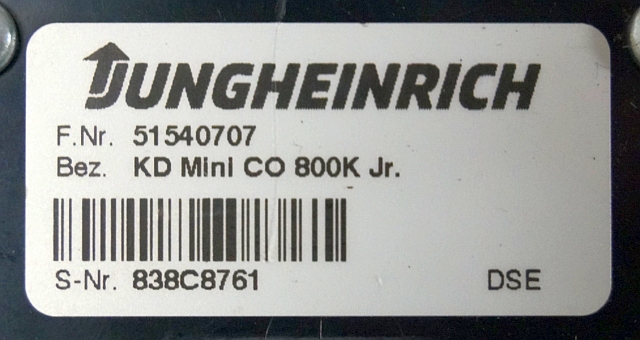 JUNGHEINRICH
F.Nr. 51540707
Bez. KD Mini CO 800K Jr.
S-Nr. 838C8761 DSE